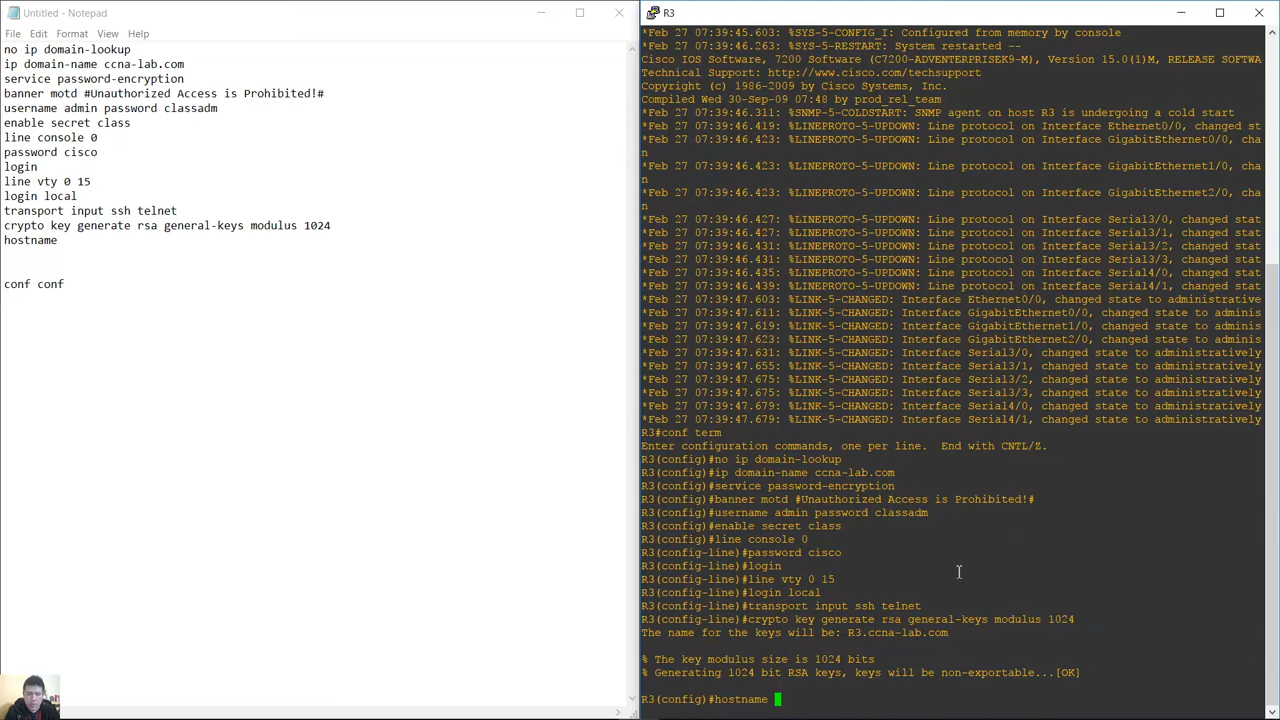 Untitled - Notepad
File Edit Format View Help
no ip domain-lookup
ip domain-name ccna-lab.com
service password-encryption
banner motd #Unauthorized Access is Prohibited!#
username admin password classadm
enable secret class
line console 0
password cisco
login
line vty 0 15
login local
transport input ssh telnet
crypto key generate rsa general-keys modulus 1024
hostname
conf conf
R3
*Feb 27 07:39:45.603: %SYS-5-CONFIG_I: Configured from memory by console
*Feb 27 07:39:46.263: %SYS-5-RESTART: System restarted --
Cisco IOS Software, 7200 Software (C7200-ADVENTERPRISEK9-M), Version 15.0(1)M, RELEASE SOFTWA
Technical Support: http://www.cisco.com/techsupport
Copyright (c) 1986-2009 by Cisco Systems, Inc.
Compiled Wed 30-Sep-09 07:48 by prod_rel_team
*Feb 27 07:39:46.311: %SNMP-5-COLDSTART: SNMP agent on host R3 is undergoing a cold start
*Feb 27 07:39:46.419: %LINEPROTO-5-UPDOWN: Line protocol on Interface Ethernet0/0, changed st
*Feb 27 07:39:46.423: %LINEPROTO-5-UPDOWN: Line protocol on Interface GigabitEthernet0/0, cha
n
*Feb 27 07:39:46.423: %LINEPROTO-5-UPDOWN: Line protocol on Interface GigabitEthernet1/0, cha
n
*Feb 27 07:39:46.423: %LINEPROTO-5-UPDOWN: Line protocol on Interface GigabitEthernet2/0, cha
n
*Feb 27 07:39:46.427: %LINEPROTO-5-UPDOWN: Line protocol on Interface Serial3/0, changed stat
*Feb 27 07:39:46.427: %LINEPROTO-5-UPDOWN: Line protocol on Interface Serial3/1, changed stat
*Feb 27 07:39:46.431: %LINEPROTO-5-UPDOWN: Line protocol on Interface Serial3/2, changed stat
*Feb 27 07:39:46.431: %LINEPROTO-5-UPDOWN: Line protocol on Interface Serial3/3, changed stat
*Feb 27 07:39:46.435: %LINEPROTO-5-UPDOWN: Line protocol on Interface Serial4/0, changed stat
*Feb 27 07:39:46.439: %LINEPROTO-5-UPDOWN: Line protocol on Interface Serial4/1, changed stat
*Feb 27 07:39:47.603: %LINK-5-CHANGED: Interface Ethernet0/0, changed state to administrative
*Feb 27 07:39:47.611: %LINK-5-CHANGED: Interface GigabitEthernet0/0, changed state to adminis
*Feb 27 07:39:47.619: %LINK-5-CHANGED: Interface GigabitEthernet1/0, changed state to adminis
*Feb 27 07:39:47.623: %LINK-5-CHANGED: Interface GigabitEthernet2/0, changed state to adminis
*Feb 27 07:39:47.631: %LINK-5-CHANGED: Interface Serial3/0, changed state to administratively
*Feb 27 07:39:47.655: %LINK-5-CHANGED: Interface Serial3/1, changed state to administratively
*Feb 27 07:39:47.675: %LINK-5-CHANGED: Interface Serial3/2, changed state to administratively
*Feb 27 07:39:47.675: %LINK-5-CHANGED: Interface Serial3/3, changed state to administratively
*Feb 27 07:39:47.679: %LINK-5-CHANGED: Interface Serial4/0, changed state to administratively
*Feb 27 07:39:47.679: %LINK-5-CHANGED: Interface Serial4/1, changed state to administratively
R3#conf term
Enter configuration commands, one per line.  End with CNTL/Z.
R3(config)#no ip domain-lookup
R3(config)#ip domain-name ccna-lab.com
R3(config)#service password-encryption
R3(config)#banner motd #Unauthorized Access is Prohibited!#
R3(config)#username admin password classadm
R3(config)#enable secret class
R3(config)#line console 0
R3(config-line)#password cisco
R3(config-line)#login
R3(config-line)#line vty 0 15
R3(config-line)#login local
R3(config-line)#transport input ssh telnet
R3(config-line)#crypto key generate rsa general-keys modulus 1024
The name for the keys will be: R3.ccna-lab.com
% The key modulus size is 1024 bits
% Generating 1024 bit RSA keys, keys will be non-exportable...[OK]
R3(config)#hostname